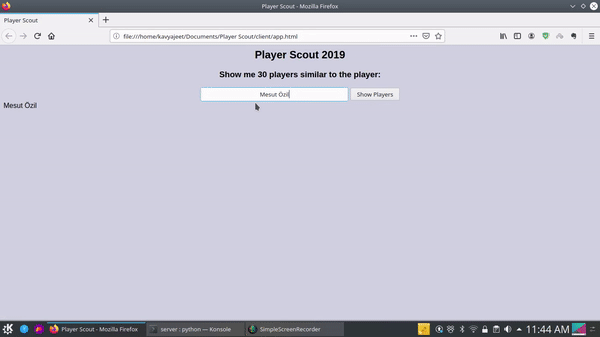 Player Scout - Mozilla Firefox
Player Scout
file:///home/kavyajeet/Documents/Player Scout/client/app.html
Player Scout 2019
Show me 30 players similar to the player:
Mesut Özil
Show Players
Mesut Özil
Player Scout - Mozilla Firefox
server : python — Konsole
SimpleScreenRecorder
11:44 AM